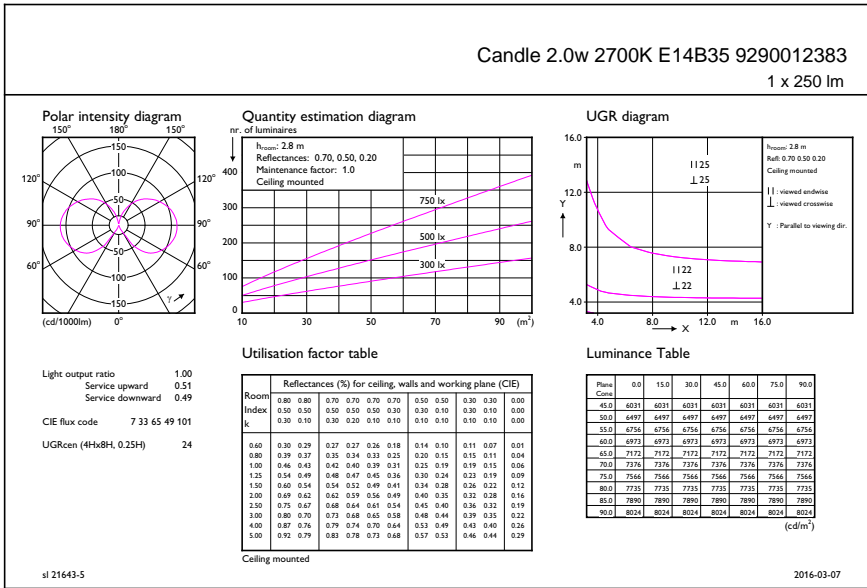 Candle 2.0w 2700K E14B35 9290012383
1 x 250 lm
Polar intensity diagram
150° 180° 150°
120° 120°
90° 90°
60° 60°
150
100
50
50
100
150
γ
(cd/1000lm) 0°
Quantity estimation diagram
nr. of luminaires
hroom: 2.8 m
Reflectances: 0.70, 0.50, 0.20
Maintenance factor: 1.0
Ceiling mounted
400
300
200
100
0
750 lx
500 lx
300 lx
10 30 50 70 90 (m²)
UGR diagram
16.0
m
12.0
Y
8.0
4.0
II25
⊥25
II22
⊥22
4.0 8.0 12.0 m 16.0
X
hroom: 2.8 m
Refl: 0.70 0.50 0.20
Ceiling mounted
II : viewed endwise
⊥ : viewed crosswise
Y : Parallel to viewing dir.
Light output ratio 1.00
Service upward 0.51
Service downward 0.49
CIE flux code 7 33 65 49 101
UGRcen (4Hx8H, 0.25H) 24
Utilisation factor table
Reflectances (%) for ceiling, walls and working plane (CIE)
Room 0.80 0.80 0.70 0.70 0.70 0.70 0.50 0.50 0.30 0.30 0.00
Index 0.50 0.50 0.50 0.50 0.50 0.30 0.30 0.10 0.30 0.10 0.00
k 0.30 0.10 0.30 0.20 0.10 0.10 0.10 0.10 0.10 0.10 0.00
0.60 0.30 0.29 0.27 0.27 0.26 0.18 0.14 0.10 0.11 0.07 0.01
0.80 0.39 0.37 0.35 0.34 0.33 0.25 0.20 0.15 0.15 0.11 0.04
1.00 0.46 0.43 0.42 0.40 0.39 0.31 0.25 0.19 0.19 0.15 0.06
1.25 0.54 0.49 0.48 0.47 0.45 0.36 0.30 0.24 0.23 0.19 0.09
1.50 0.60 0.54 0.54 0.52 0.49 0.41 0.34 0.28 0.26 0.22 0.12
2.00 0.69 0.62 0.62 0.59 0.56 0.49 0.40 0.35 0.32 0.28 0.16
2.50 0.75 0.67 0.68 0.64 0.61 0.54 0.45 0.40 0.36 0.32 0.19
3.00 0.80 0.70 0.73 0.68 0.65 0.58 0.48 0.44 0.39 0.35 0.22
4.00 0.87 0.76 0.79 0.74 0.70 0.64 0.53 0.49 0.43 0.40 0.26
5.00 0.92 0.79 0.83 0.78 0.73 0.68 0.57 0.53 0.46 0.44 0.29
Ceiling mounted
Luminance Table
Plane 0.0 15.0 30.0 45.0 60.0 75.0 90.0
Cone
45.0 6031 6031 6031 6031 6031 6031 6031
50.0 6497 6497 6497 6497 6497 6497 6497
55.0 6756 6756 6756 6756 6756 6756 6756
60.0 6973 6973 6973 6973 6973 6973 6973
65.0 7172 7172 7172 7172 7172 7172 7172
70.0 7376 7376 7376 7376 7376 7376 7376
75.0 7566 7566 7566 7566 7566 7566 7566
80.0 7735 7735 7735 7735 7735 7735 7735
85.0 7890 7890 7890 7890 7890 7890 7890
90.0 8024 8024 8024 8024 8024 8024 8024
(cd/m²)
sl 21643-5
2016-03-07